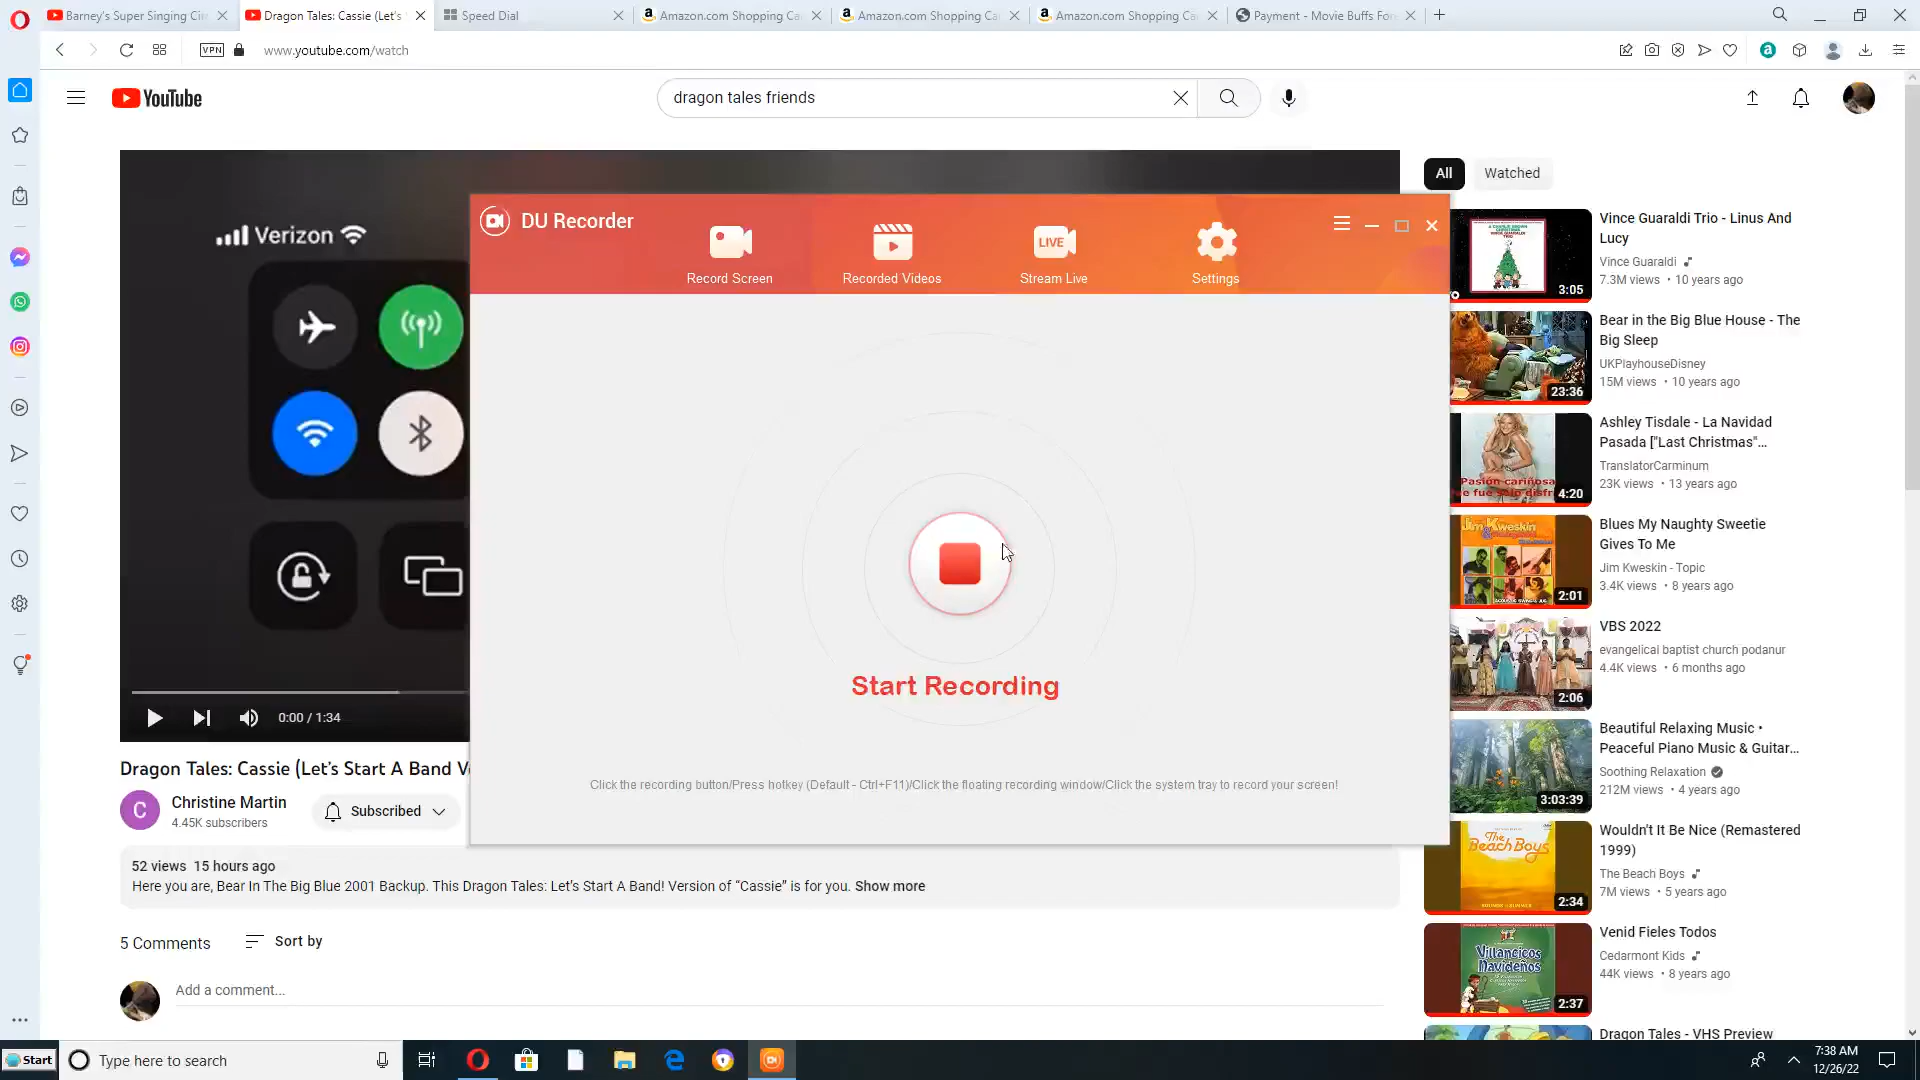 Barney's Super Singing Cir
Dragon Tales: Cassie (Let's
Speed Dial
Amazon.com Shopping Ca
Amazon.com Shopping Ca
Amazon.com Shopping Ca
Payment - Movie Buffs For
VPN
www.youtube.com/watch
YouTube
dragon tales friends
All
Watched
Verizon
DU Recorder
Record Screen
Recorded Videos
LIVE
Stream Live
Settings
Start Recording
Click the recording button/Press hotkey (Default - Ctrl+F11)/Click the floating recording window/Click the system tray to record your screen!
0:00 / 1:34
Dragon Tales: Cassie (Let's Start A Band V
C
Christine Martin
4.45K subscribers
Subscribed
52 views 15 hours ago
Here you are, Bear In The Big Blue 2001 Backup. This Dragon Tales: Let's Start A Band! Version of “Cassie” is for you. Show more
5 Comments
Sort by
Add a comment...
3:05
Vince Guaraldi Trio - Linus And
Lucy
Vince Guaraldi
7.3M views • 10 years ago
23:36
Bear in the Big Blue House - The
Big Sleep
UKPlayhouseDisney
15M views • 10 years ago
Pasión cariñosa
4:20
Ashley Tisdale - La Navidad
Pasada ["Last Christmas"...
TranslatorCarminum
23K views • 13 years ago
Jim Kweskin
2:01
Blues My Naughty Sweetie
Gives To Me
Jim Kweskin - Topic
3.4K views • 8 years ago
2:06
VBS 2022
evangelical baptist church podanur
4.4K views • 6 months ago
3:03:39
Beautiful Relaxing Music •
Peaceful Piano Music & Guitar...
Soothing Relaxation
212M views • 4 years ago
The
Beach Boys
2:34
Wouldn't It Be Nice (Remastered
1999)
The Beach Boys
7M views • 5 years ago
Villancicos
Navideños
2:37
Venid Fieles Todos
Cedarmont Kids
44K views • 8 years ago
Dragon Tales - VHS Preview
Start
Type here to search
7:38 AM
12/26/22